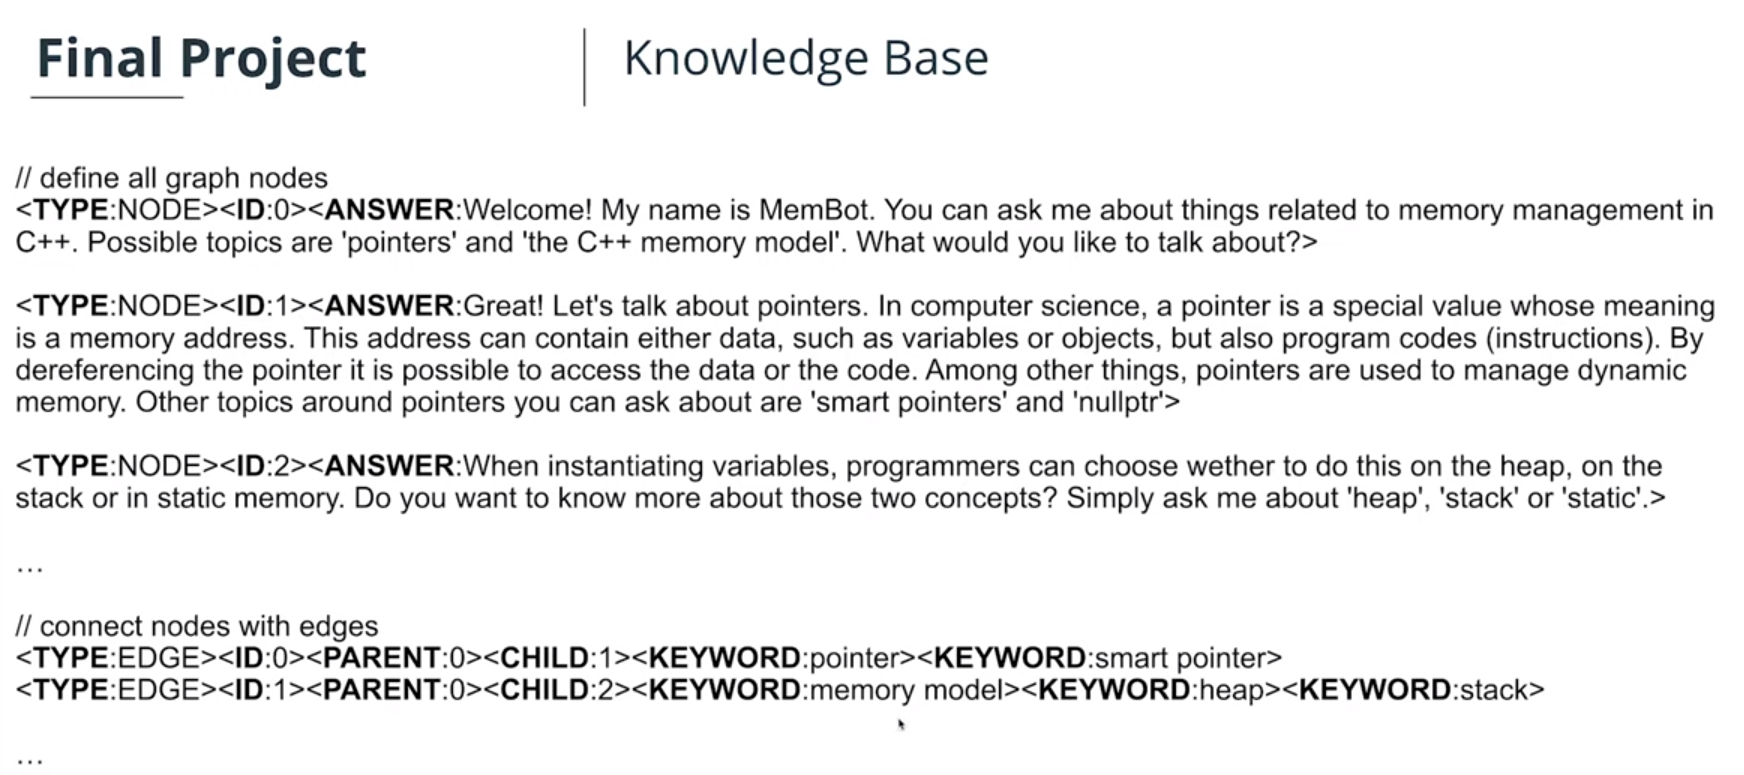 Final Project
Knowledge Base
// define all graph nodes
<TYPE:NODE><ID:0><ANSWER:Welcome! My name is MemBot. You can ask me about things related to memory management in
C++. Possible topics are 'pointers' and 'the C++ memory model'. What would you like to talk about?>
<TYPE:NODE><ID:1><ANSWER:Great! Let's talk about pointers. In computer science, a pointer is a special value whose meaning
is a memory address. This address can contain either data, such as variables or objects, but also program codes (instructions). By
dereferencing the pointer it is possible to access the data or the code. Among other things, pointers are used to manage dynamic
memory. Other topics around pointers you can ask about are 'smart pointers' and 'nullptr'>
<TYPE:NODE><ID:2><ANSWER:When instantiating variables, programmers can choose wether to do this on the heap, on the
stack or in static memory. Do you want to know more about those two concepts? Simply ask me about 'heap', 'stack' or 'static'.>
...
// connect nodes with edges
<TYPE:EDGE><ID:0><PARENT:0><CHILD:1><KEYWORD:pointer><KEYWORD:smart pointer>
<TYPE:EDGE><ID:1><PARENT:0><CHILD:2><KEYWORD:memory model><KEYWORD:heap><KEYWORD:stack>
...